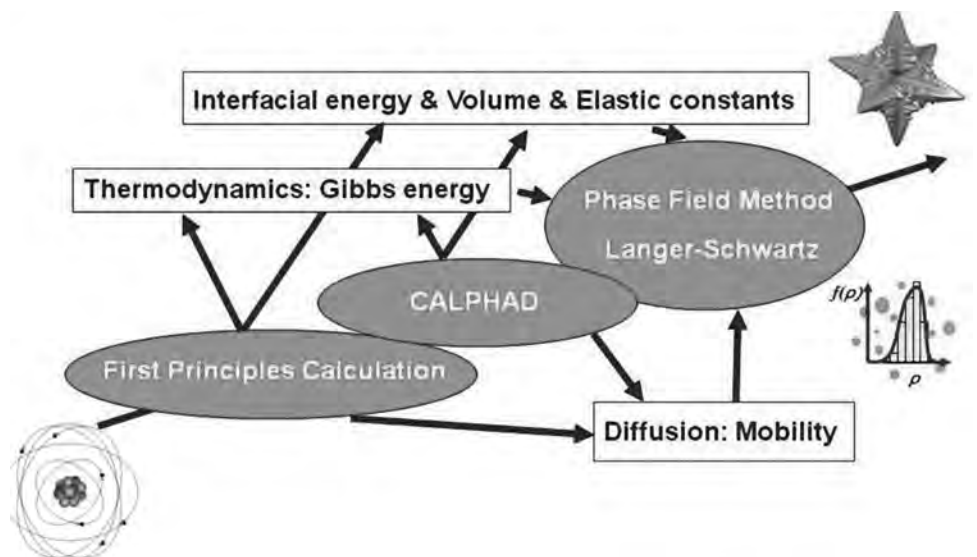 Interfacial energy & Volume & Elastic constants
Thermodynamics: Gibbs energy
Phase Field Method
Langer-Schwartz
CALPHAD
f(ρ)
ρ
First Principles Calculation
Diffusion: Mobility